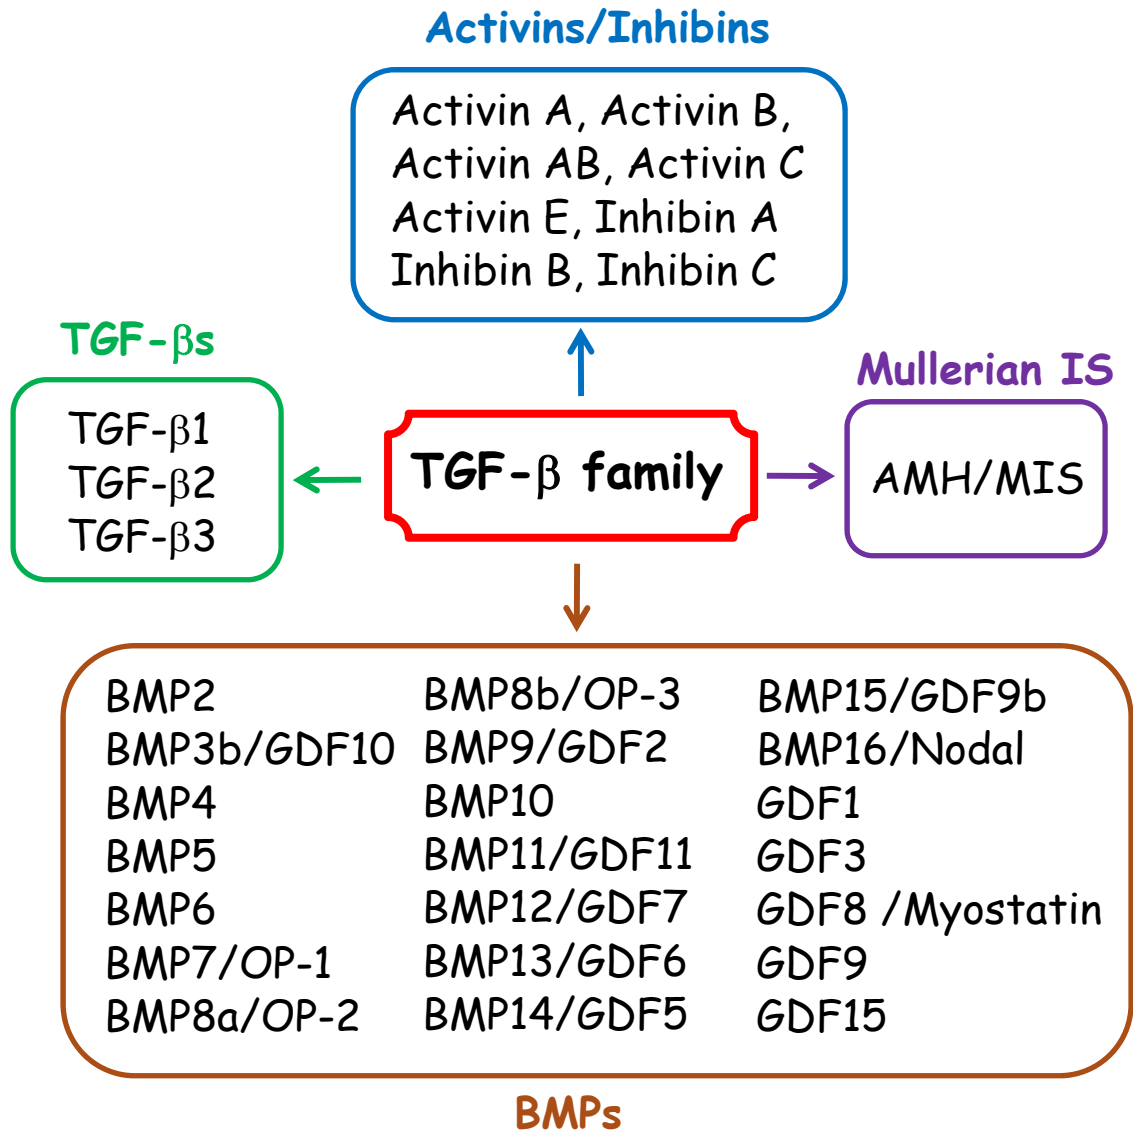 Activins/Inhibins
Activin A, Activin B,
Activin AB, Activin C
Activin E, Inhibin A
Inhibin B, Inhibin C
TGF-βs
TGF-β1
TGF-β2
TGF-β3
TGF-β family
Mullerian IS
AMH/MIS
BMP2
BMP3b/GDF10
BMP4
BMP5
BMP6
BMP7/OP-1
BMP8a/OP-2
BMP8b/OP-3
BMP9/GDF2
BMP10
BMP11/GDF11
BMP12/GDF7
BMP13/GDF6
BMP14/GDF5
BMP15/GDF9b
BMP16/Nodal
GDF1
GDF3
GDF8 /Myostatin
GDF9
GDF15
BMPs